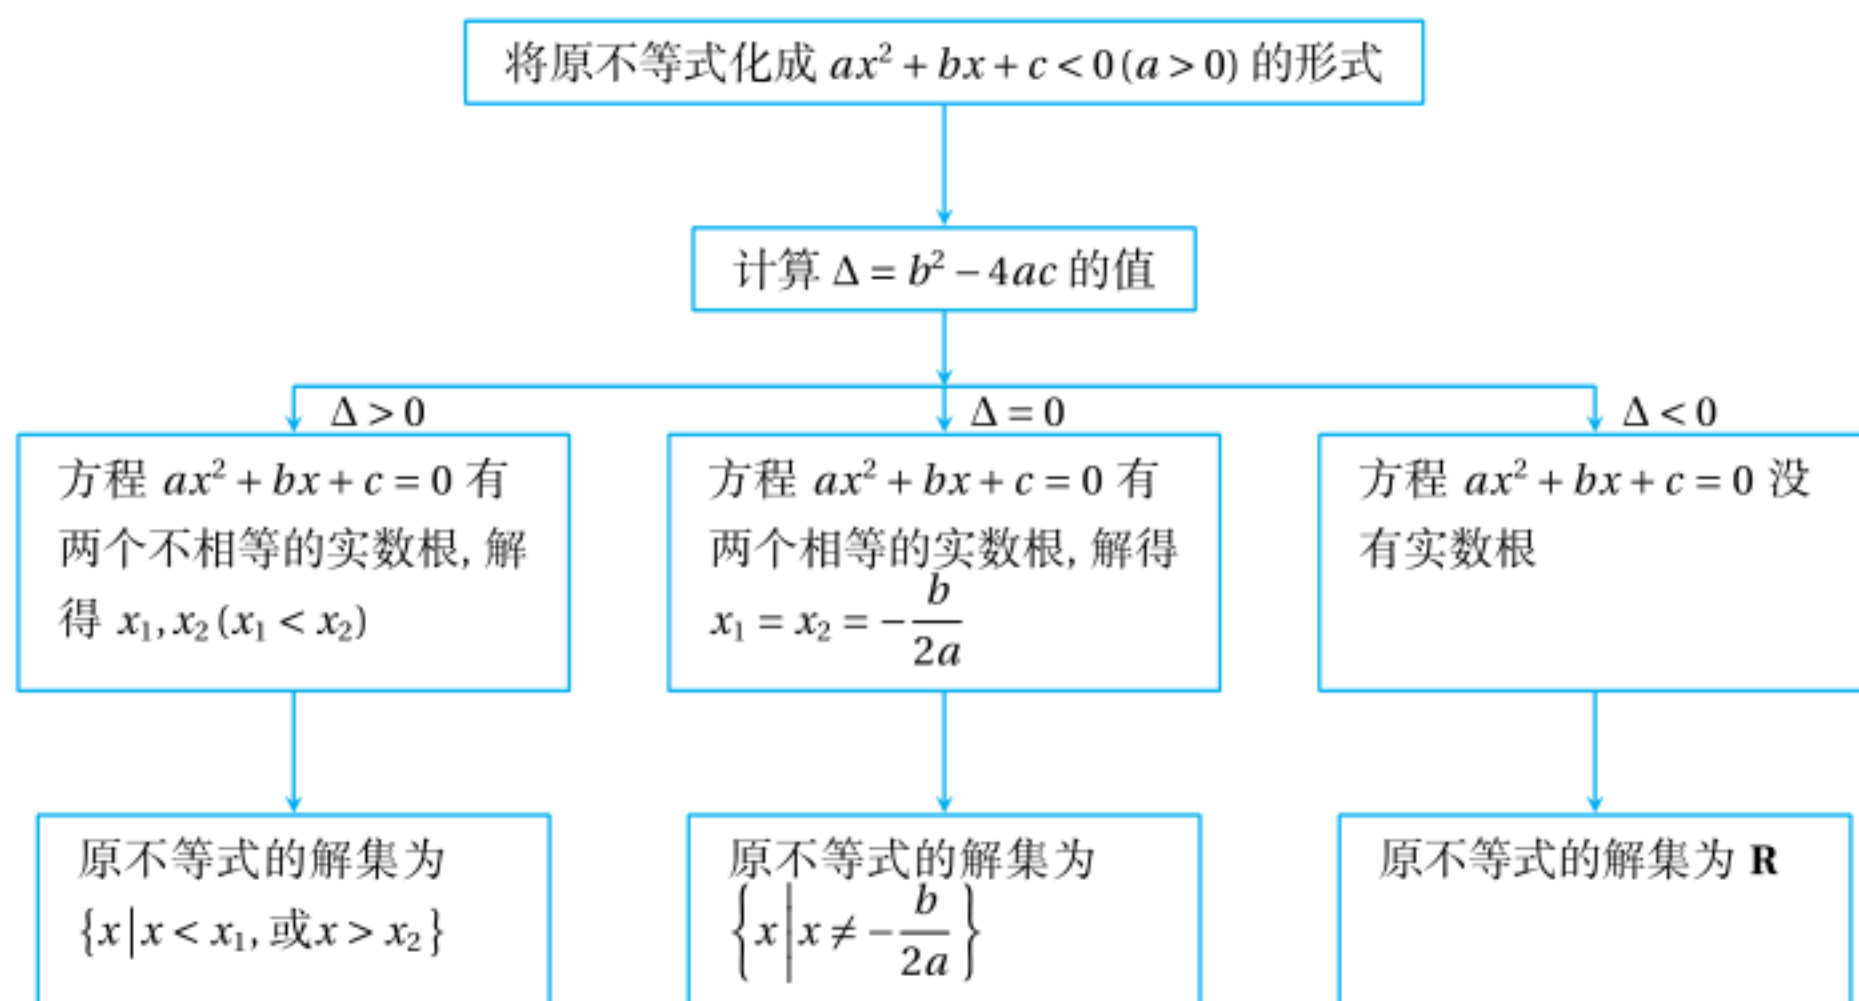 将原不等式化成 ax² + bx + c < 0 (a > 0) 的形式
计算 Δ = b² − 4ac 的值
Δ > 0
Δ = 0
Δ < 0
方程 ax² + bx + c = 0 有
两个不相等的实数根, 解
得 x₁, x₂ (x₁ < x₂)
方程 ax² + bx + c = 0 有
两个相等的实数根, 解得
x₁ = x₂ = −b/2a
方程 ax² + bx + c = 0 没
有实数根
原不等式的解集为
{x|x < x₁, 或x > x₂}
原不等式的解集为
{x|x ≠ −b/2a}
原不等式的解集为 R